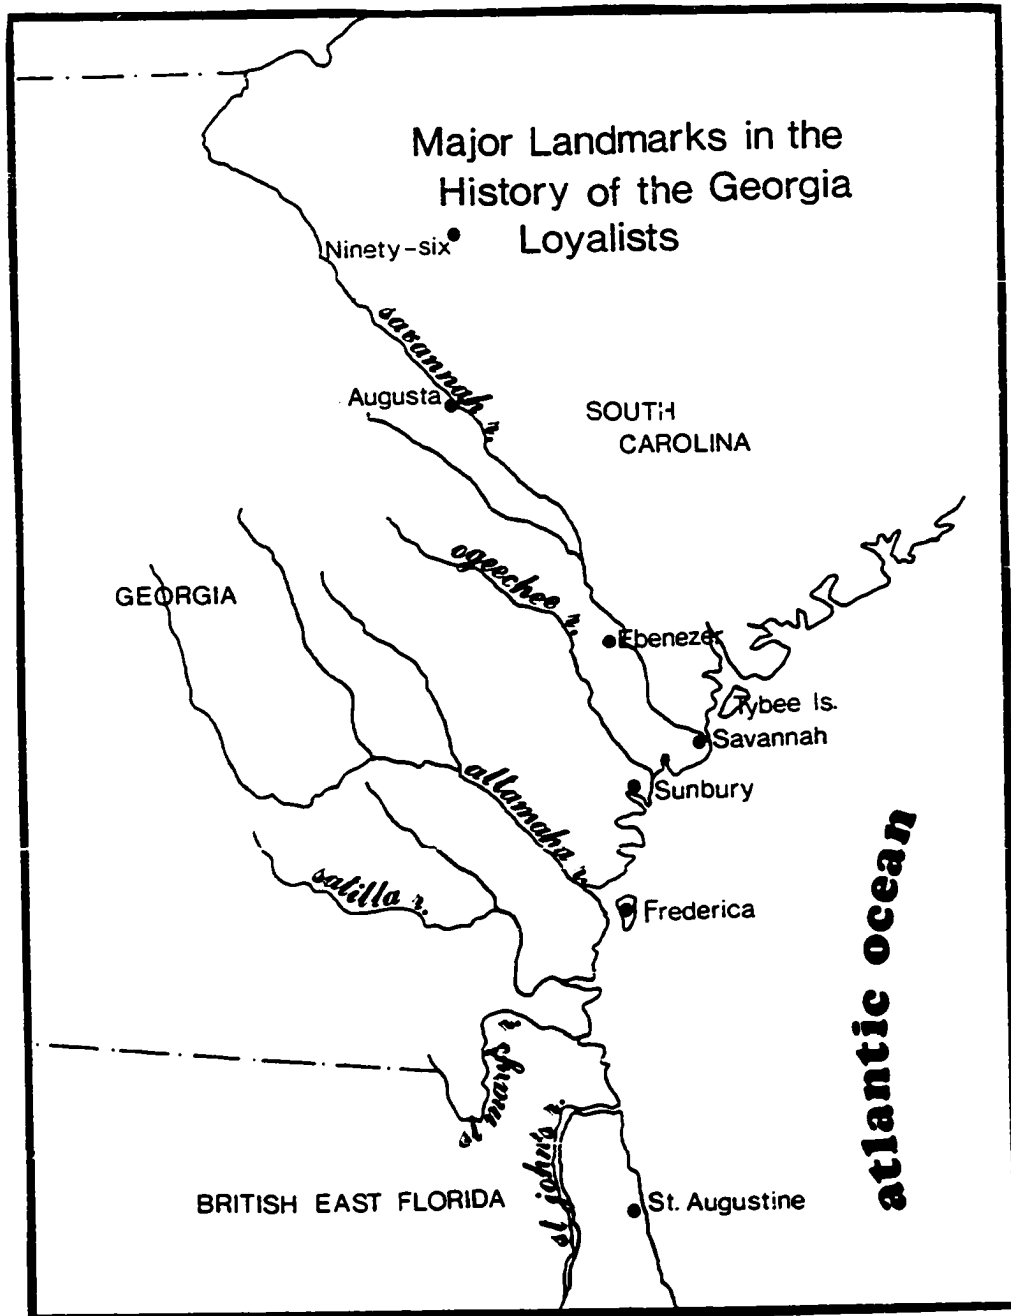 Major Landmarks in the
History of the Georgia
Loyalists
Ninety-six
savannah r.
Augusta
SOUTH
CAROLINA
ogeechee r.
GEORGIA
Ebenezer
Tybee Is.
Savannah
Sunbury
altamaha r.
satilla r.
Frederica
atlantic ocean
st marys r
st john's r.
BRITISH EAST FLORIDA
St. Augustine